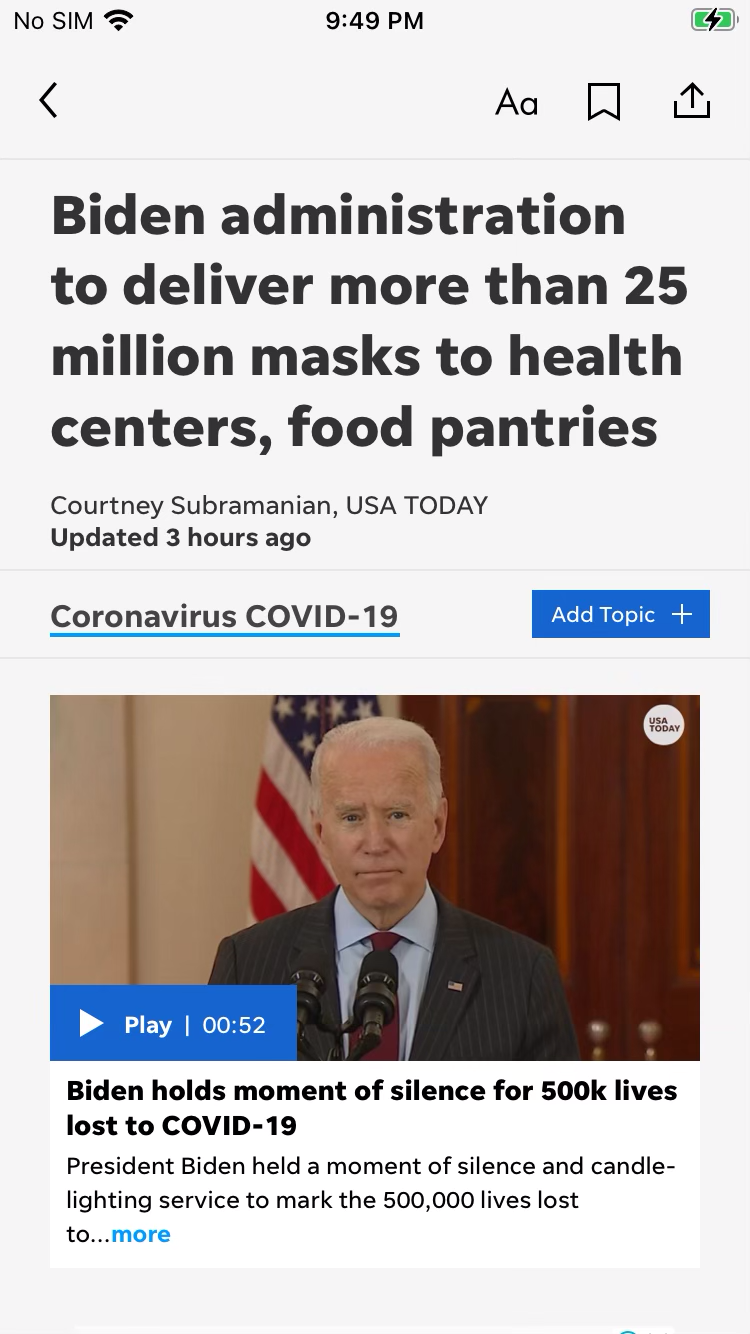 No SIM 9:49 PM
Aa
Biden administration
to deliver more than 25
million masks to health
centers, food pantries
Courtney Subramanian, USA TODAY
Updated 3 hours ago
Coronavirus COVID-19
Add Topic +
USA
TODAY
Play | 00:52
Biden holds moment of silence for 500k lives
lost to COVID-19
President Biden held a moment of silence and candle-
lighting service to mark the 500,000 lives lost
to...more